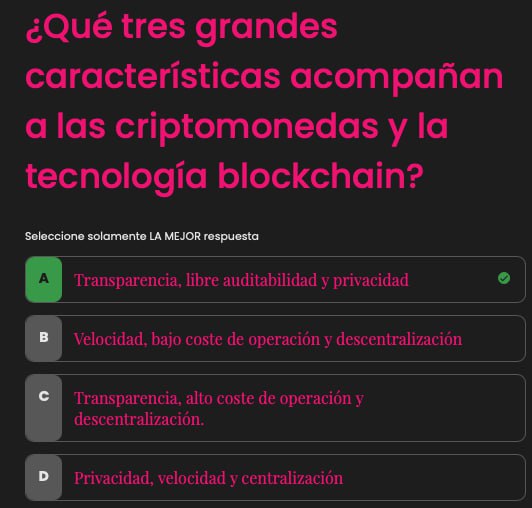 ¿Qué tres grandes
características acompañan
a las criptomonedas y la
tecnología blockchain?
Seleccione solamente LA MEJOR respuesta
A Transparencia, libre auditabilidad y privacidad
B Velocidad, bajo coste de operación y descentralización
C Transparencia, alto coste de operación y
descentralización.
D Privacidad, velocidad y centralización